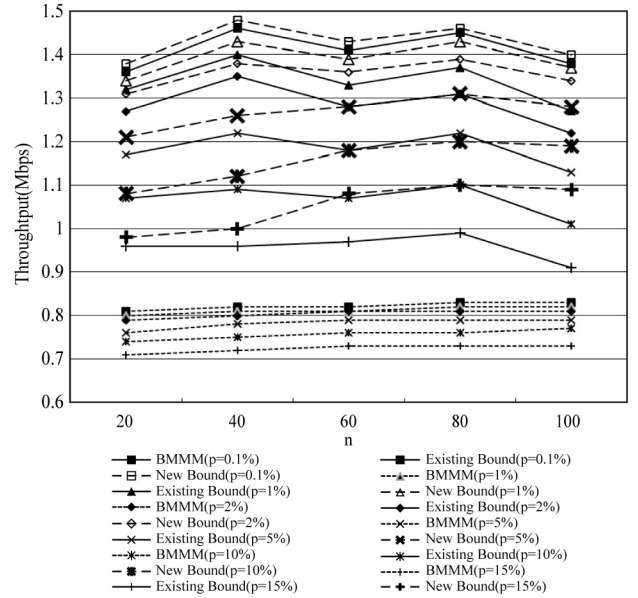 1.5
1.4
1.3
1.2
1.1
1
0.9
0.8
0.7
0.6
Throughtput(Mbps)
20 40 60 80 100
n
BMMM(p=0.1%) Existing Bound(p=0.1%)
New Bound(p=0.1%) BMMM(p=1%)
Existing Bound(p=1%) New Bound(p=1%)
BMMM(p=2%) Existing Bound(p=2%)
New Bound(p=2%) BMMM(p=5%)
Existing Bound(p=5%) New Bound(p=5%)
BMMM(p=10%) Existing Bound(p=10%)
New Bound(p=10%) BMMM(p=15%)
Existing Bound(p=15%) New Bound(p=15%)